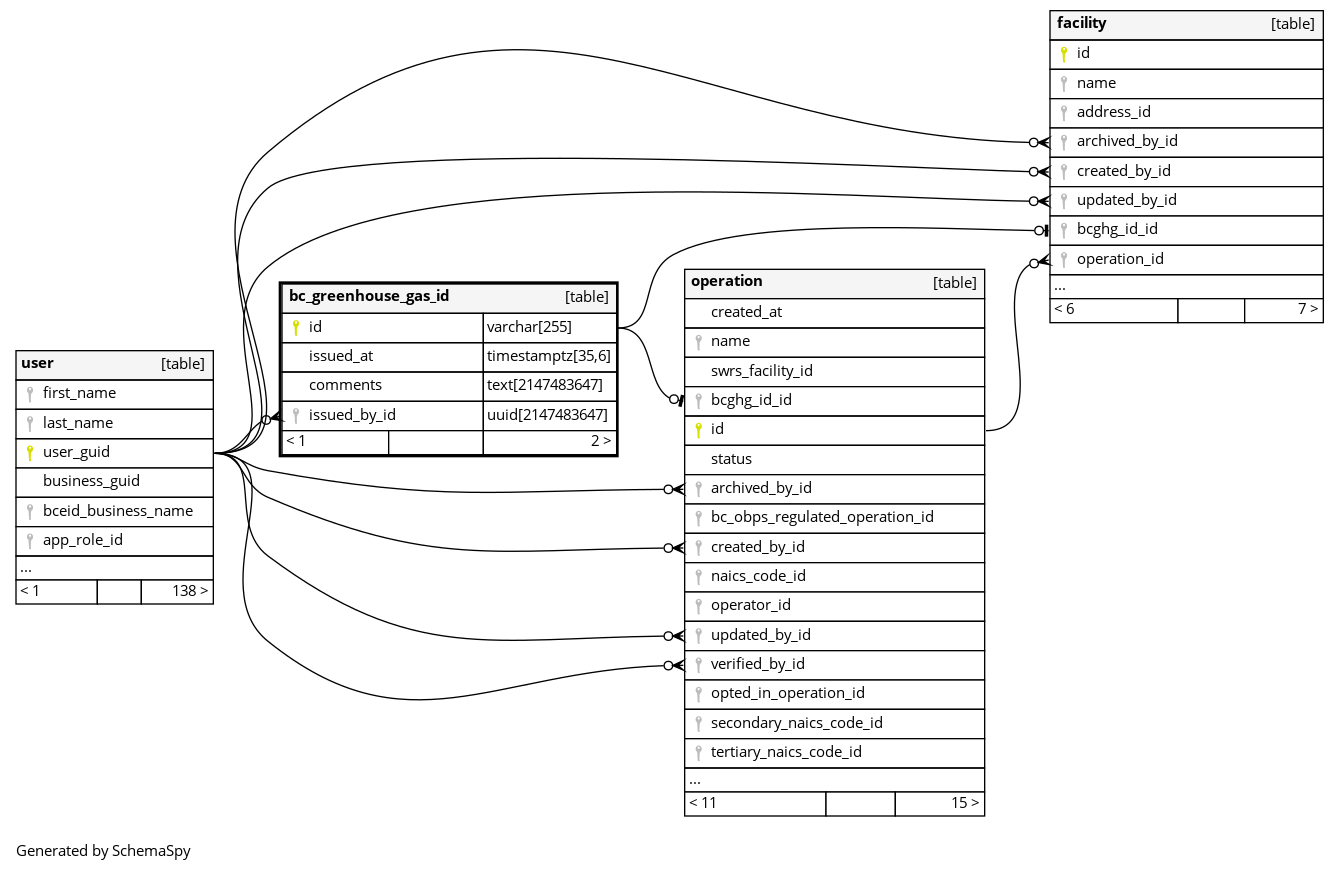 facility [table]
id
name
address_id
archived_by_id
created_by_id
updated_by_id
bcghg_id_id
operation_id
...
< 6 7 >
operation [table]
created_at
name
swrs_facility_id
bcghg_id_id
id
status
archived_by_id
bc_obps_regulated_operation_id
created_by_id
naics_code_id
operator_id
updated_by_id
verified_by_id
opted_in_operation_id
secondary_naics_code_id
tertiary_naics_code_id
...
< 11 15 >
bc_greenhouse_gas_id [table]
id varchar[255]
issued_at timestamptz[35,6]
comments text[2147483647]
issued_by_id uuid[2147483647]
< 1 2 >
user [table]
first_name
last_name
user_guid
business_guid
bceid_business_name
app_role_id
...
< 1 138 >
Generated by SchemaSpy